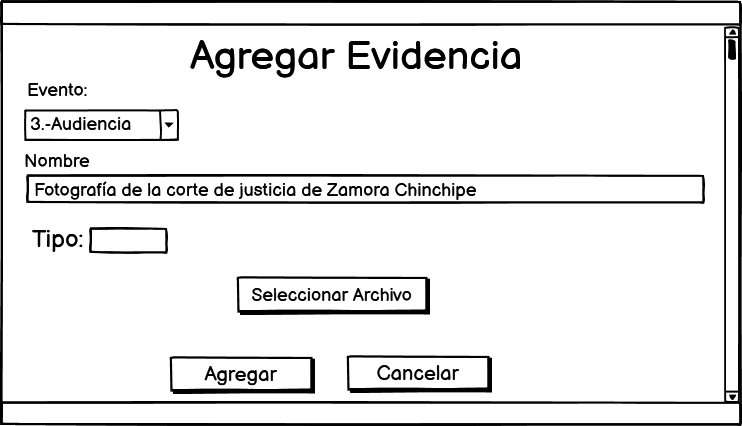 Agregar Evidencia
Evento:
3.-Audiencia
Nombre
Fotografía de la corte de justicia de Zamora Chinchipe
Tipo:
Seleccionar Archivo
Agregar
Cancelar